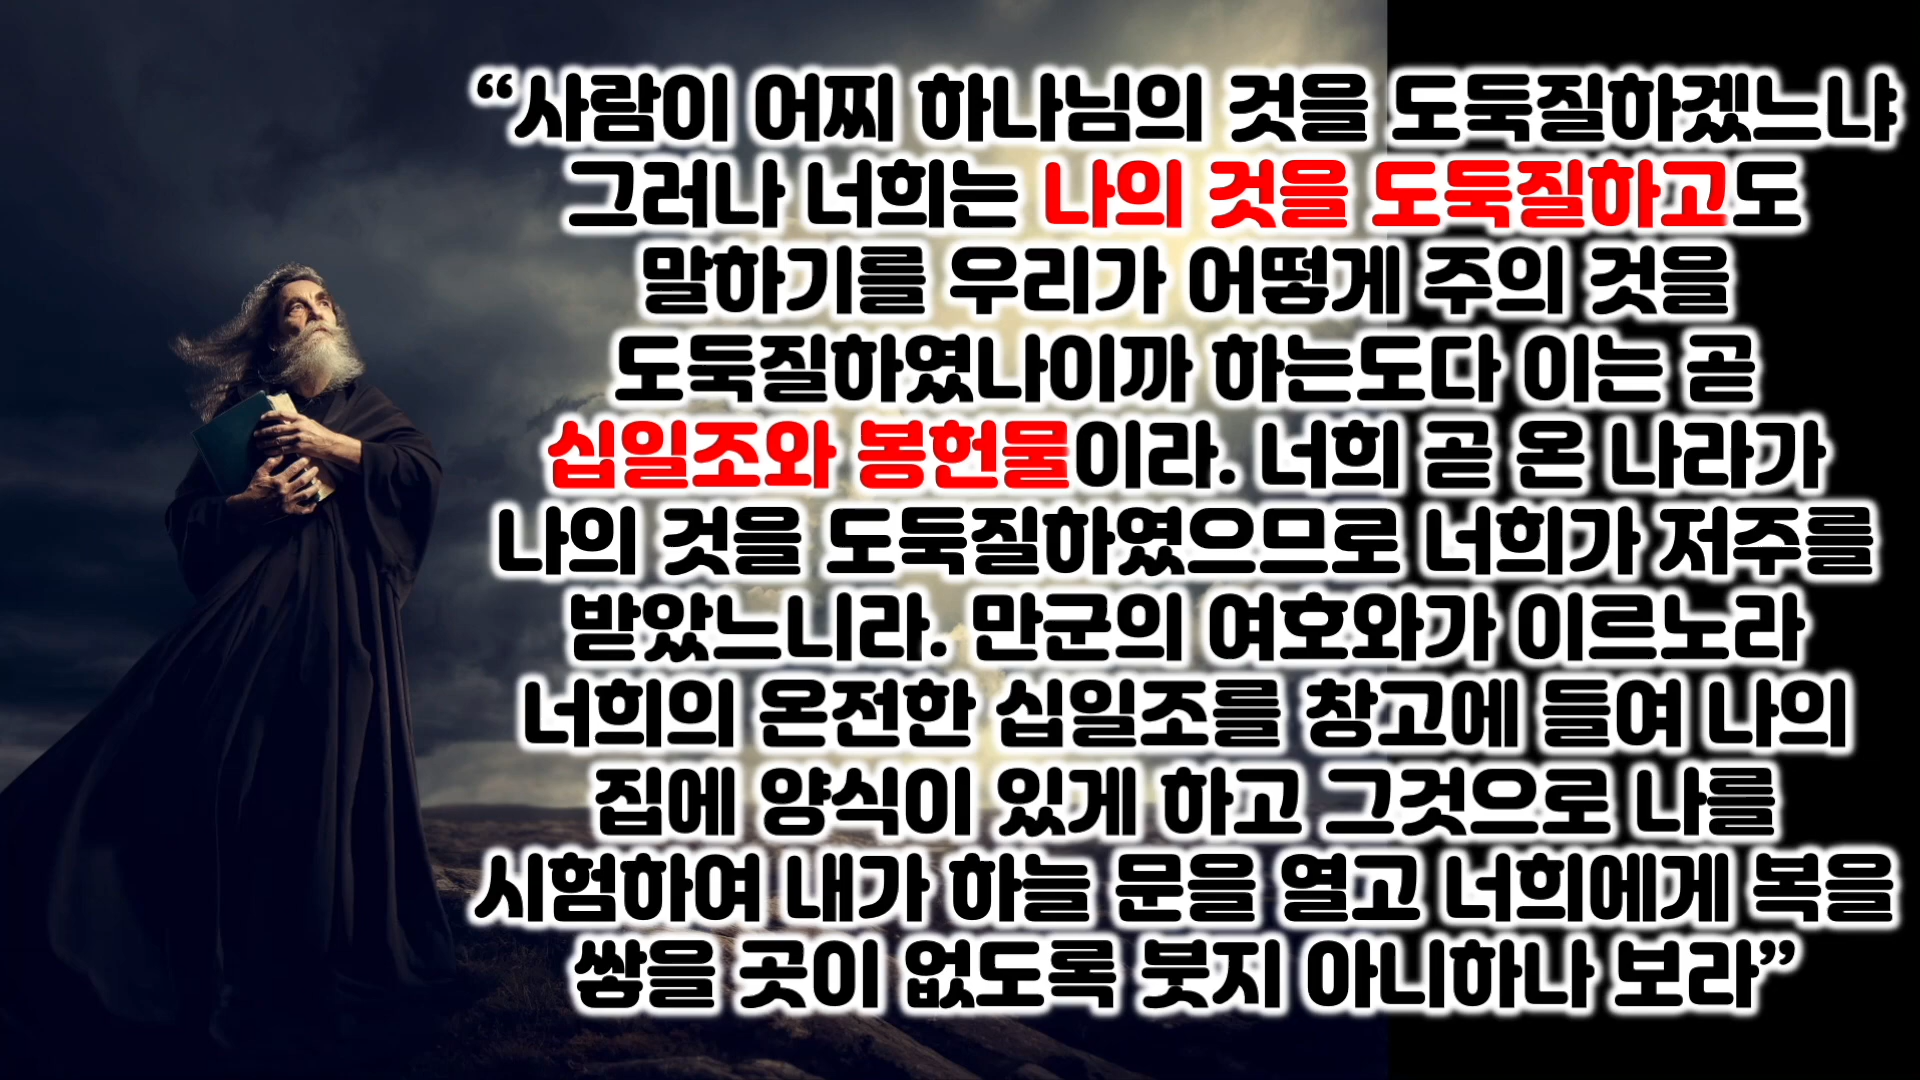 “사람이 어찌 하나님의 것을 도둑질하겠느냐
그러나 너희는 나의 것을 도둑질하고도
말하기를 우리가 어떻게 주의 것을
도둑질하였나이까 하는도다 이는 곧
십일조와 봉헌물이라. 너희 곧 온 나라가
나의 것을 도둑질하였으므로 너희가 저주를
받았느니라. 만군의 여호와가 이르노라
너희의 온전한 십일조를 창고에 들여 나의
집에 양식이 있게 하고 그것으로 나를
시험하여 내가 하늘 문을 열고 너희에게 복을
쌓을 곳이 없도록 붓지 아니하나 보라”